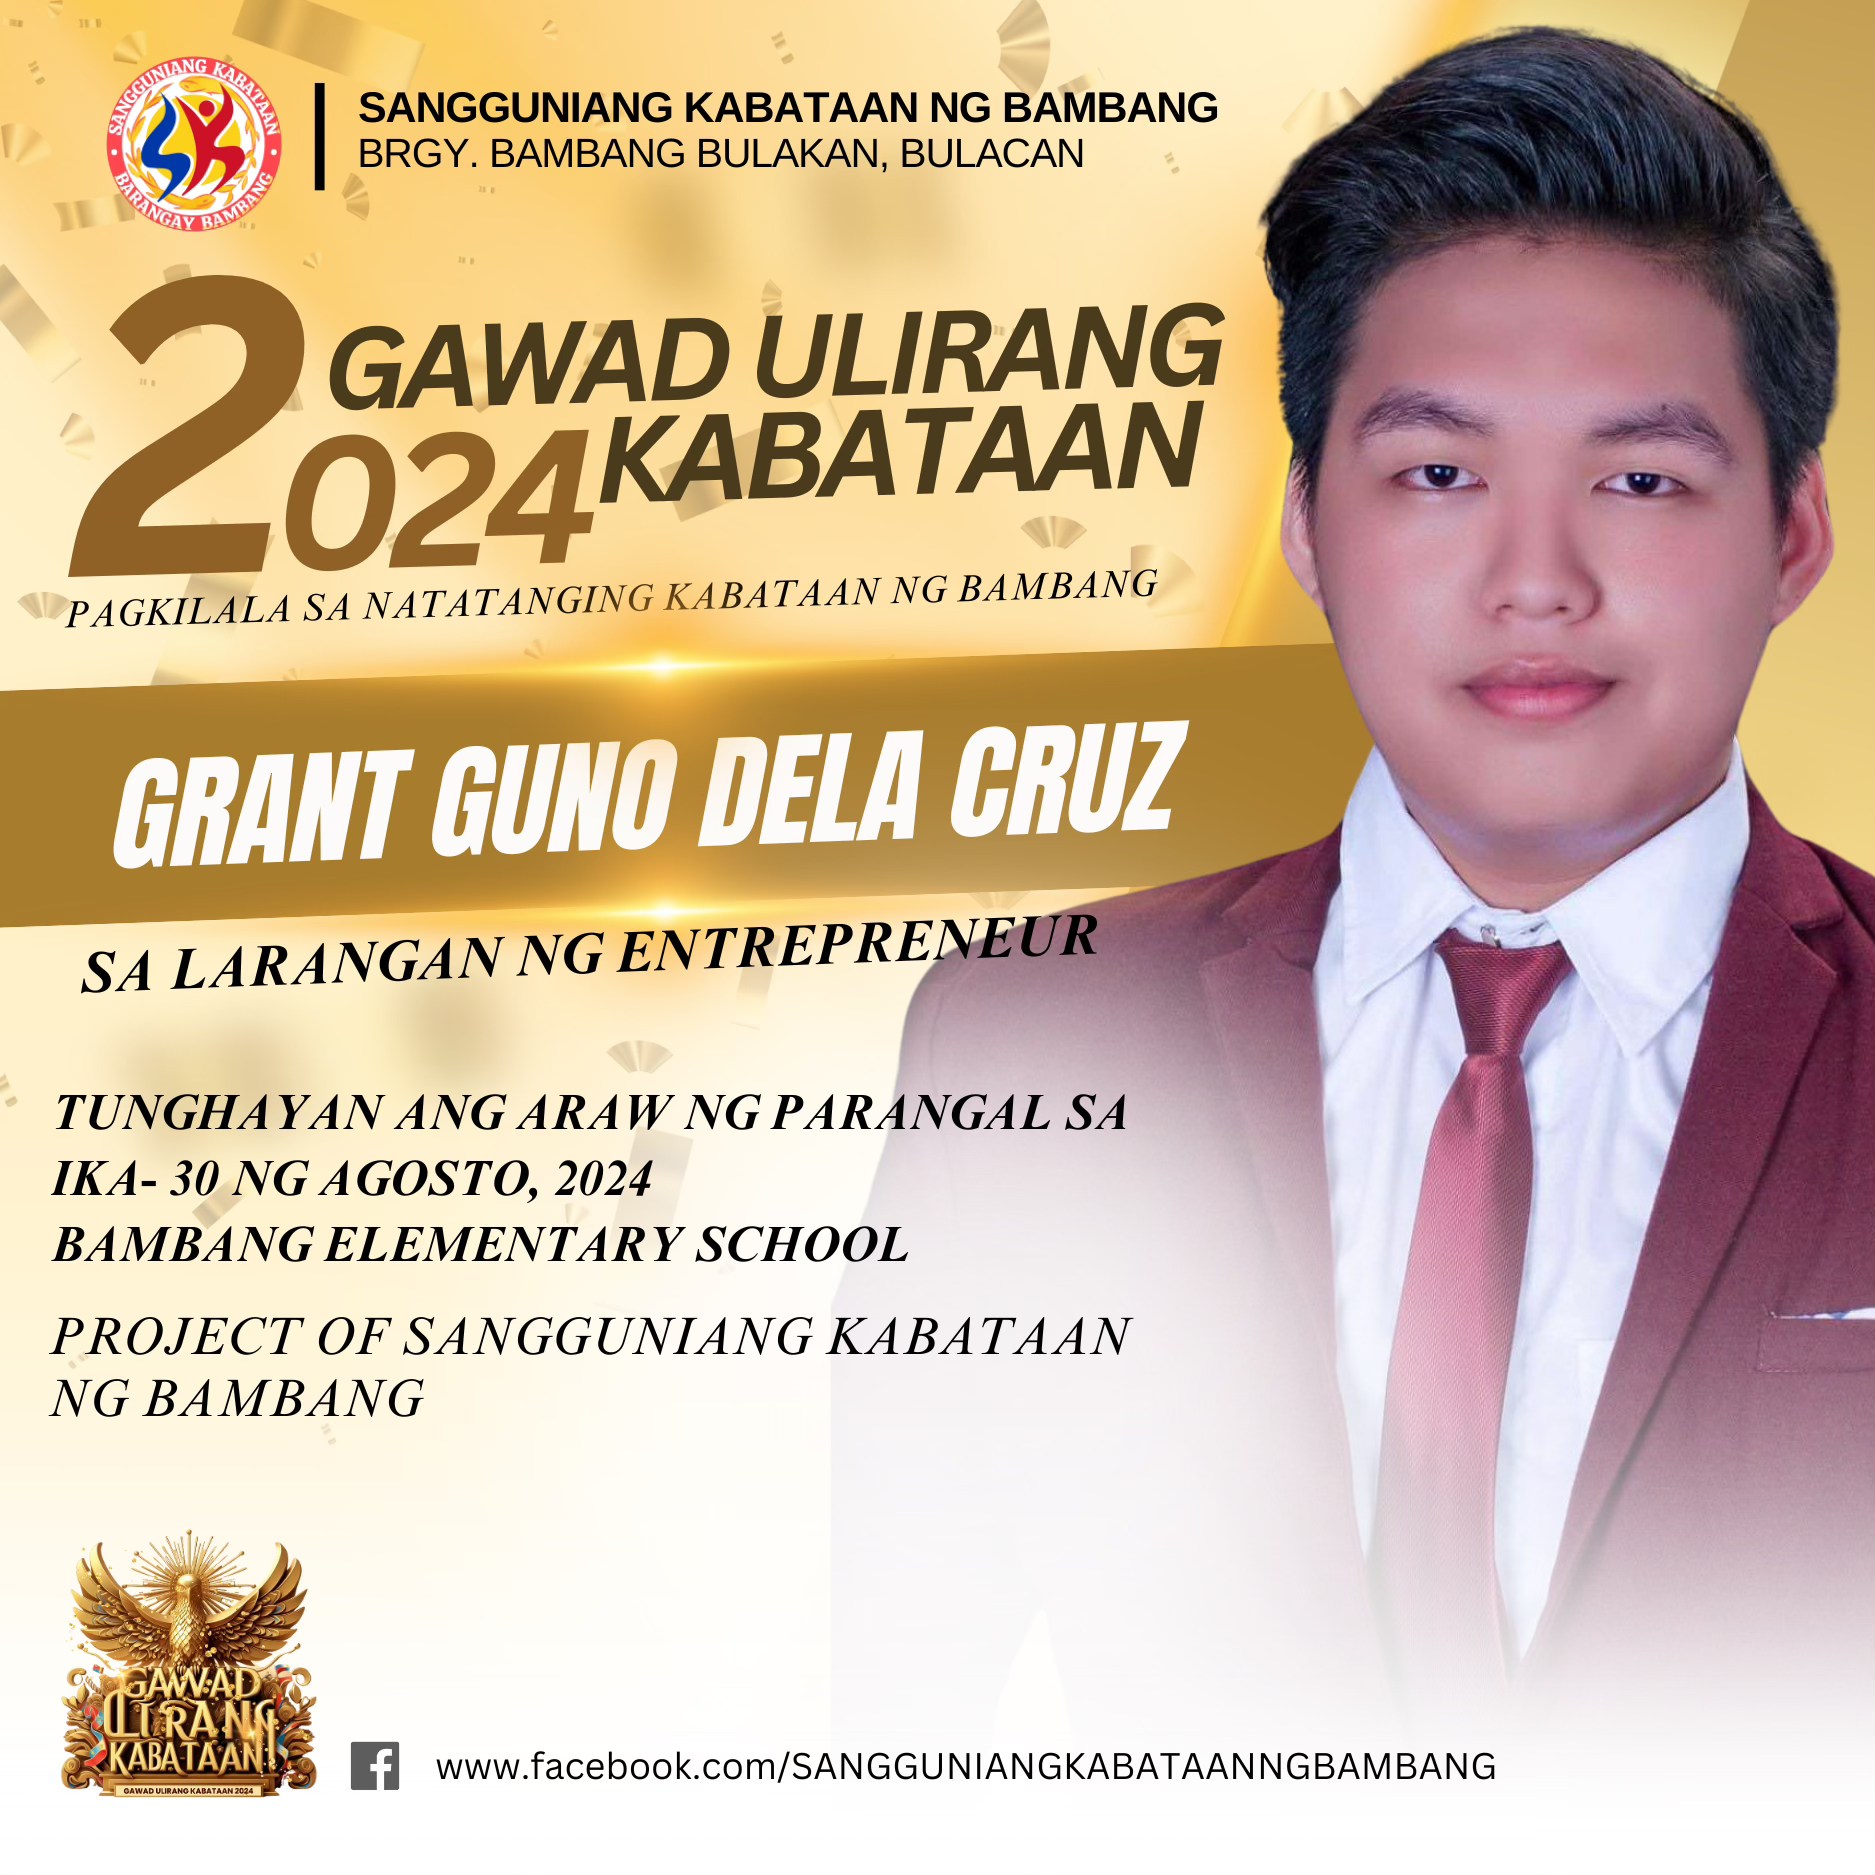 SANGGUNIANG KABATAAN
BARANGAY BAMBANG
SANGGUNIANG KABATAAN NG BAMBANG
BRGY. BAMBANG BULAKAN, BULACAN
2024 GAWAD ULIRANG
KABATAAN
PAGKILALA SA NATATANGING KABATAAN NG BAMBANG
GRANT GUNO DELA CRUZ
SA LARANGAN NG ENTREPRENEUR
TUNGHAYAN ANG ARAW NG PARANGAL SA
IKA- 30 NG AGOSTO, 2024
BAMBANG ELEMENTARY SCHOOL
PROJECT OF SANGGUNIANG KABATAAN
NG BAMBANG
GAWAD
ULIRANG
KABATAAN
GAWAD ULIRANG KABATAAN 2024
www.facebook.com/SANGGUNIANGKABATAANNGBAMBANG